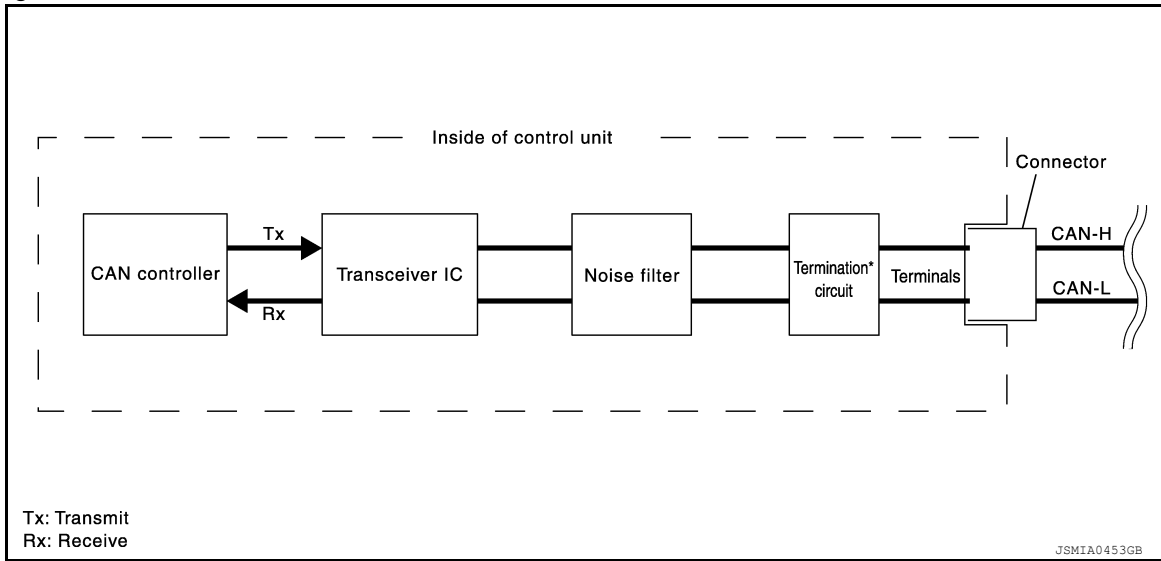 Inside of control unit
Connector
CAN controller
Tx
Rx
Transceiver IC
Noise filter
Termination*
circuit
Terminals
CAN-H
CAN-L
Tx: Transmit
Rx: Receive
JSMIA0453GB